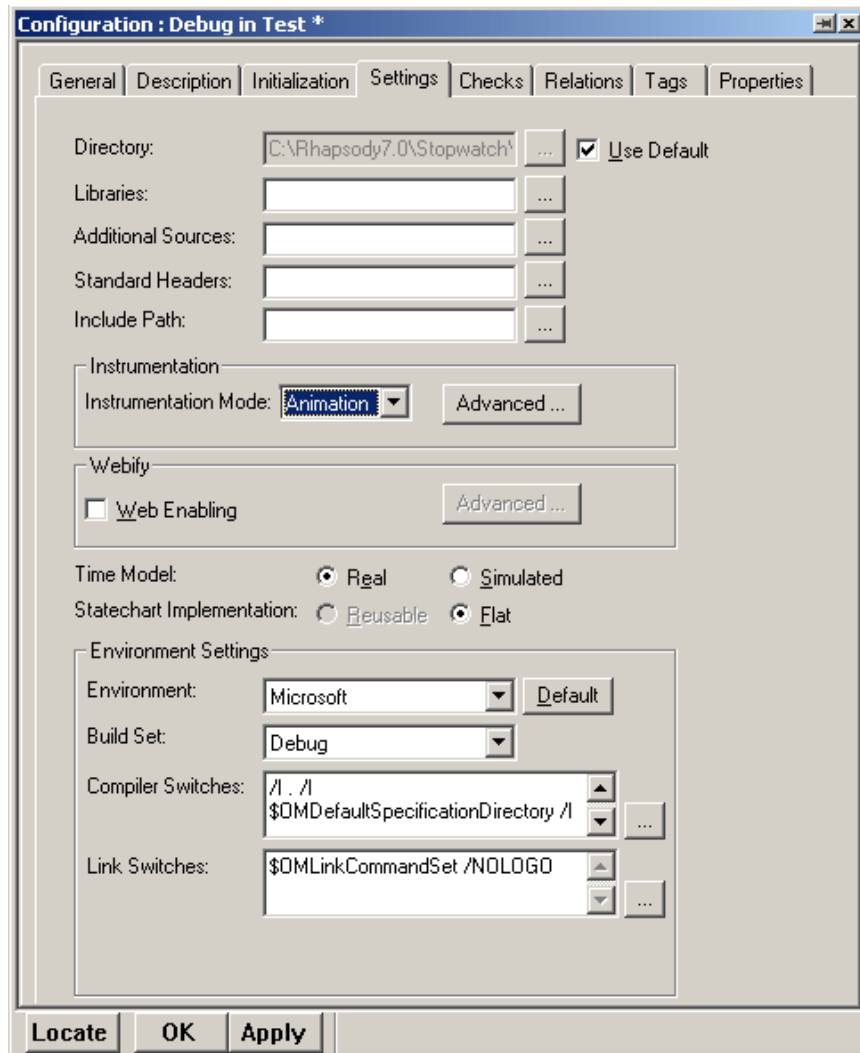 Configuration : Debug in Test *
General Description Initialization Settings Checks Relations Tags Properties
Directory: C:\Rhapsody7.0\Stopwatch\ ... Use Default
Libraries: ...
Additional Sources: ...
Standard Headers: ...
Include Path: ...
Instrumentation
Instrumentation Mode: Animation Advanced ...
Webify
Web Enabling Advanced ...
Time Model: Real Simulated
Statechart Implementation: Reusable Flat
Environment Settings
Environment: Microsoft Default
Build Set: Debug
Compiler Switches: /I . /I
$OMDefaultSpecificationDirectory /I ...
Link Switches: $OMLinkCommandSet /NOLOGO
...
Locate OK Apply